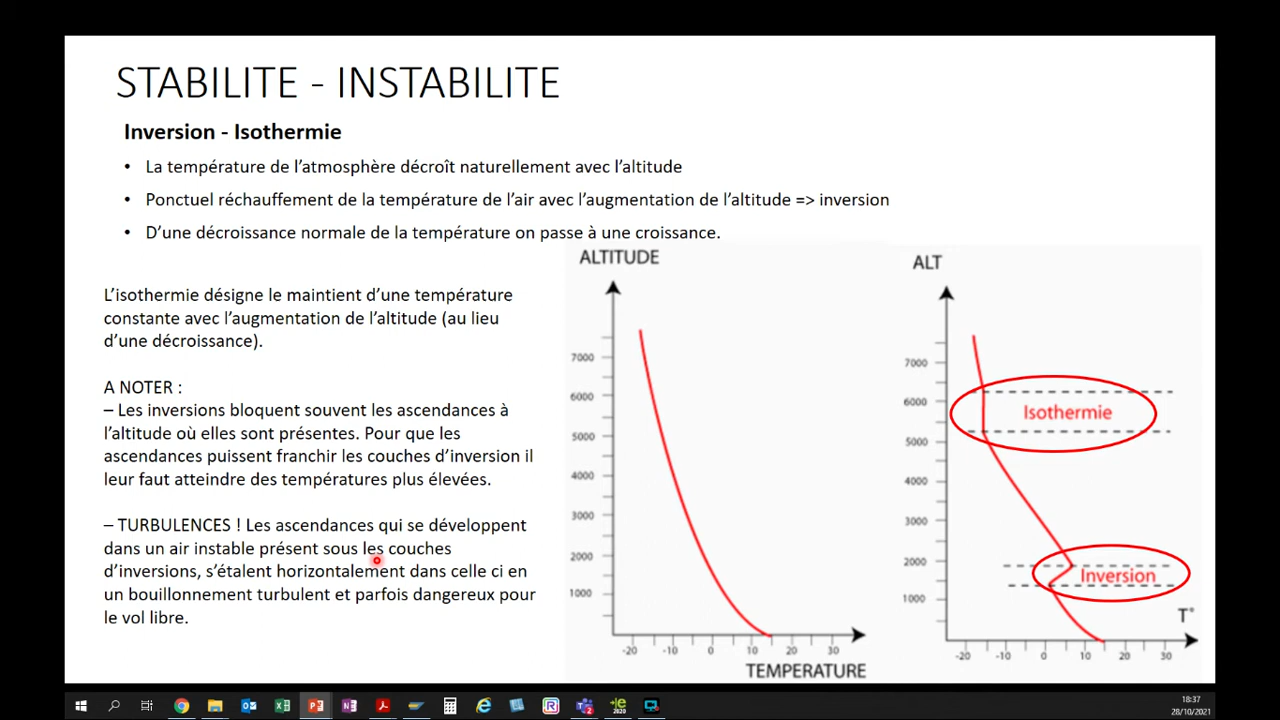 STABILITE - INSTABILITE
Inversion - Isothermie
• La température de l'atmosphère décroît naturellement avec l'altitude
• Ponctuel réchauffement de la température de l'air avec l'augmentation de l'altitude => inversion
• D'une décroissance normale de la température on passe à une croissance.
L'isothermie désigne le maintient d'une température
constante avec l'augmentation de l'altitude (au lieu
d'une décroissance).
A NOTER :
– Les inversions bloquent souvent les ascendances à
l'altitude où elles sont présentes. Pour que les
ascendances puissent franchir les couches d'inversion il
leur faut atteindre des températures plus élevées.
– TURBULENCES ! Les ascendances qui se développent
dans un air instable présent sous les couches
d'inversions, s'étalent horizontalement dans celle ci en
un bouillonnement turbulent et parfois dangereux pour
le vol libre.
ALTITUDE
7000
6000
5000
4000
3000
2000
1000
-20 -10 0 10 20 30
TEMPERATURE
ALT
7000
6000
5000
4000
3000
2000
1000
Isothermie
Inversion
T°
-20 -10 0 10 20 30
18:37
28/10/2021